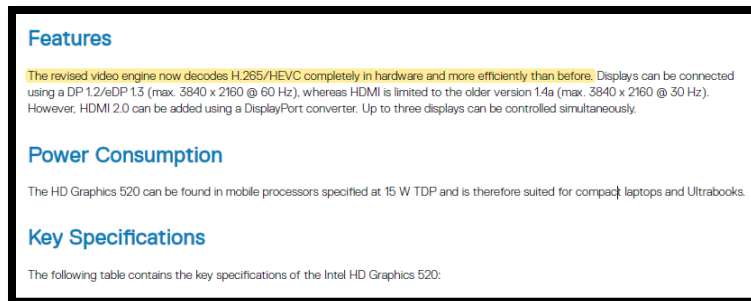 Features
The revised video engine now decodes H.265/HEVC completely in hardware and more efficiently than before. Displays can be connected
using a DP 1.2/eDP 1.3 (max. 3840 x 2160 @ 60 Hz), whereas HDMI is limited to the older version 1.4a (max. 3840 x 2160 @ 30 Hz).
However, HDMI 2.0 can be added using a DisplayPort converter. Up to three displays can be controlled simultaneously.
Power Consumption
The HD Graphics 520 can be found in mobile processors specified at 15 W TDP and is therefore suited for compact laptops and Ultrabooks.
Key Specifications
The following table contains the key specifications of the Intel HD Graphics 520: